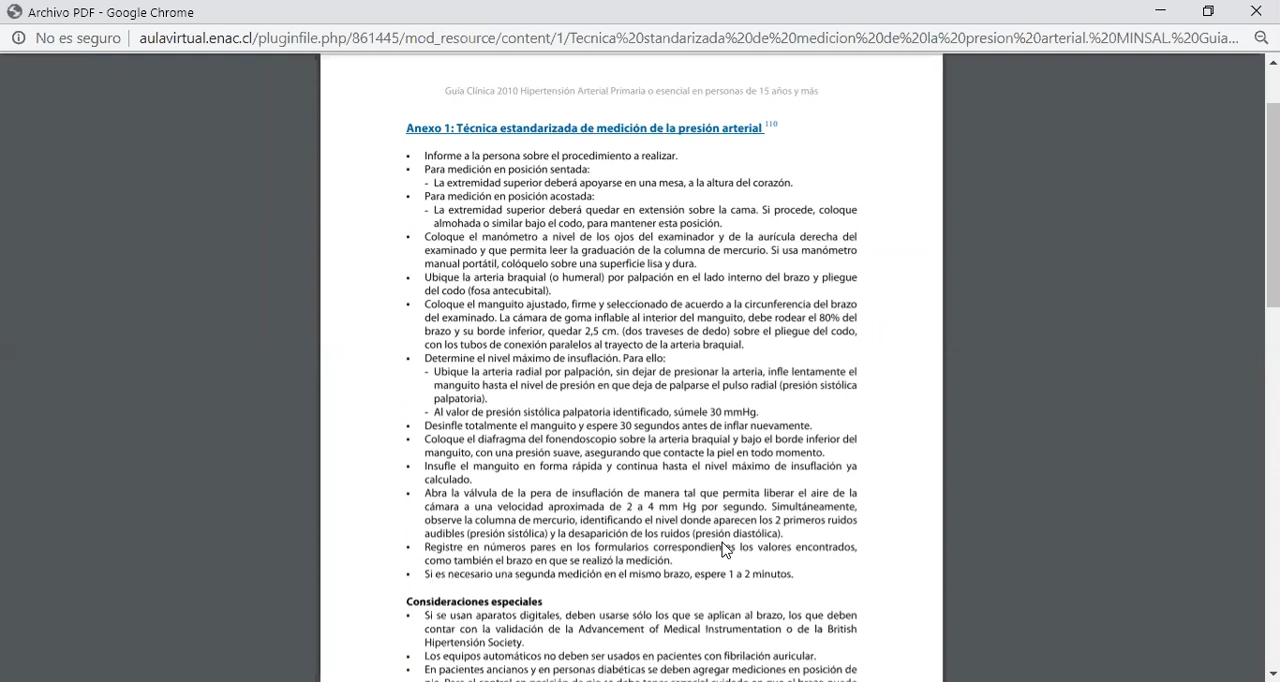 Archivo PDF - Google Chrome
No es seguro | aulavirtual.enac.cl/pluginfile.php/861445/mod_resource/content/1/Tecnica%20standarizada%20de%20medicion%20de%20la%20presion%20arterial.%20MINSAL.%20Guia...
Guía Clínica 2010 Hipertensión Arterial Primaria o esencial en personas de 15 años y más
Anexo 1: Técnica estandarizada de medición de la presión arterial 110
• Informe a la persona sobre el procedimiento a realizar.
• Para medición en posición sentada:
- La extremidad superior deberá apoyarse en una mesa, a la altura del corazón.
• Para medición en posición acostada:
- La extremidad superior deberá quedar en extensión sobre la cama. Si procede, coloque
almohada o similar bajo el codo, para mantener esta posición.
• Coloque el manómetro a nivel de los ojos del examinador y de la aurícula derecha del
examinado y que permita leer la graduación de la columna de mercurio. Si usa manómetro
manual portátil, colóquelo sobre una superficie lisa y dura.
• Ubique la arteria braquial (o humeral) por palpación en el lado interno del brazo y pliegue
del codo (fosa antecubital).
• Coloque el manguito ajustado, firme y seleccionado de acuerdo a la circunferencia del brazo
del examinado. La cámara de goma inflable al interior del manguito, debe rodear el 80% del
brazo y su borde inferior, quedar 2,5 cm. (dos traveses de dedo) sobre el pliegue del codo,
con los tubos de conexión paralelos al trayecto de la arteria braquial.
• Determine el nivel máximo de insuflación. Para ello:
- Ubique la arteria radial por palpación, sin dejar de presionar la arteria, infle lentamente el
manguito hasta el nivel de presión en que deja de palparse el pulso radial (presión sistólica
palpatoria).
- Al valor de presión sistólica palpatoria identificado, súmele 30 mmHg.
• Desinfle totalmente el manguito y espere 30 segundos antes de inflar nuevamente.
• Coloque el diafragma del fonendoscopio sobre la arteria braquial y bajo el borde inferior del
manguito, con una presión suave, asegurando que contacte la piel en todo momento.
• Insufle el manguito en forma rápida y continua hasta el nivel máximo de insuflación ya
calculado.
• Abra la válvula de la pera de insuflación de manera tal que permita liberar el aire de la
cámara a una velocidad aproximada de 2 a 4 mm Hg por segundo. Simultáneamente,
observe la columna de mercurio, identificando el nivel donde aparecen los 2 primeros ruidos
audibles (presión sistólica) y la desaparición de los ruidos (presión diastólica).
• Registre en números pares en los formularios correspondientes los valores encontrados,
como también el brazo en que se realizó la medición.
• Si es necesario una segunda medición en el mismo brazo, espere 1 a 2 minutos.
Consideraciones especiales
• Si se usan aparatos digitales, deben usarse sólo los que se aplican al brazo, los que deben
contar con la validación de la Advancement of Medical Instrumentation o de la British
Hipertensión Society.
• Los equipos automáticos no deben ser usados en pacientes con fibrilación auricular.
• En pacientes ancianos y en personas diabéticas se deben agregar mediciones en posición de